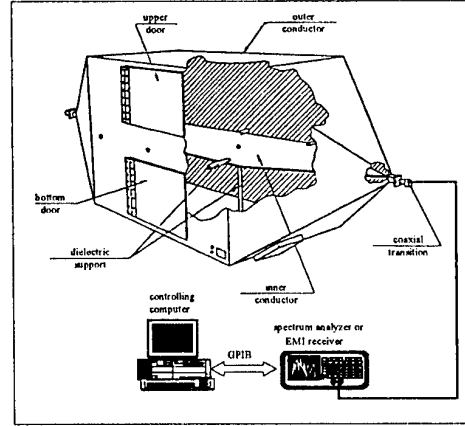 upper
door
outer
conductor
bottom
door
dielectric
support
inner
conductor
coaxial
transition
controlling
computer
GPIB
spectrum analyzer or
EMI receiver